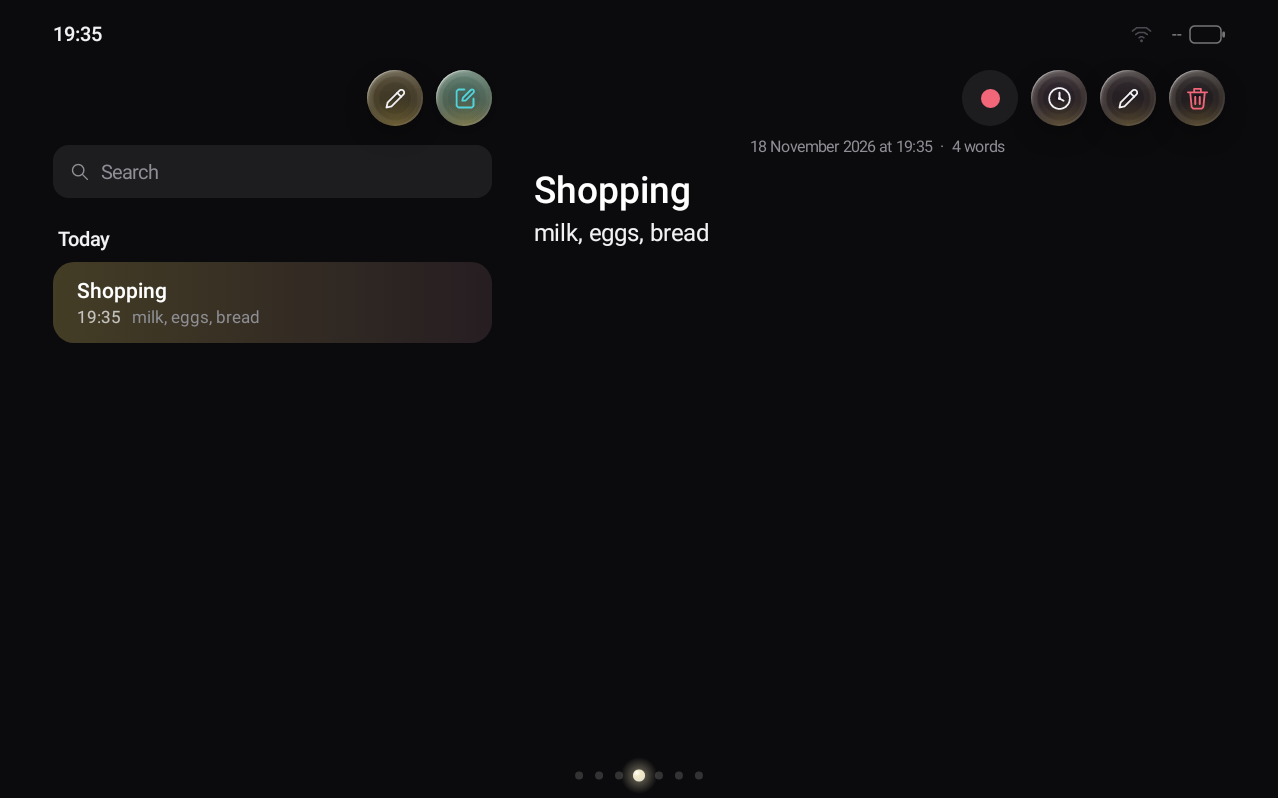 19:35
--
18 November 2026 at 19:35 · 4 words
Search
Shopping
milk, eggs, bread
Today
Shopping
19:35 milk, eggs, bread